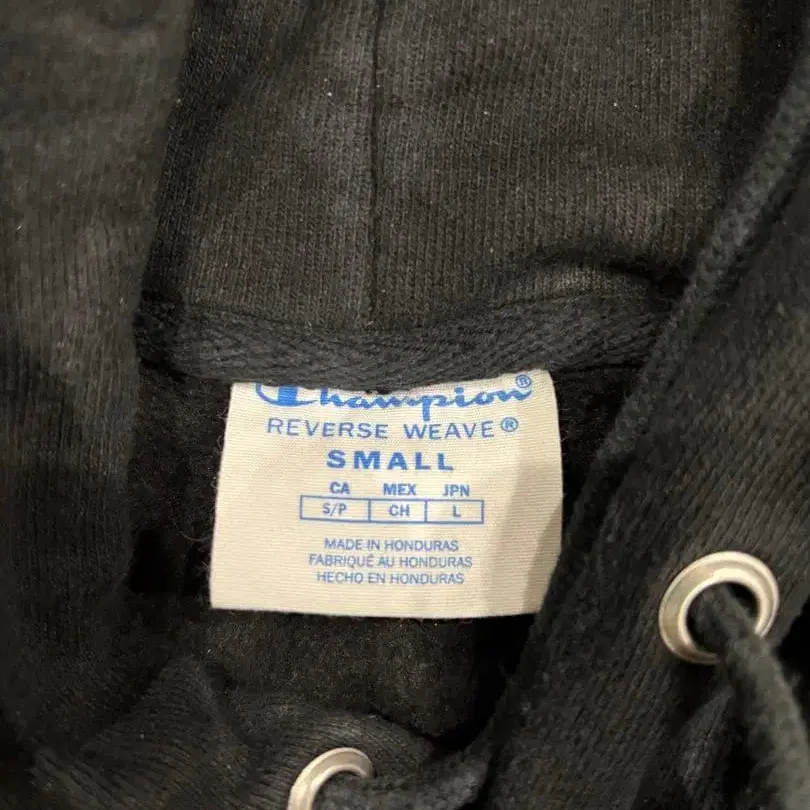 Champion®
REVERSE WEAVE®
SMALL
CA MEX JPN
S/P CH L
MADE IN HONDURAS
FABRIQUÉ AU HONDURAS
HECHO EN HONDURAS